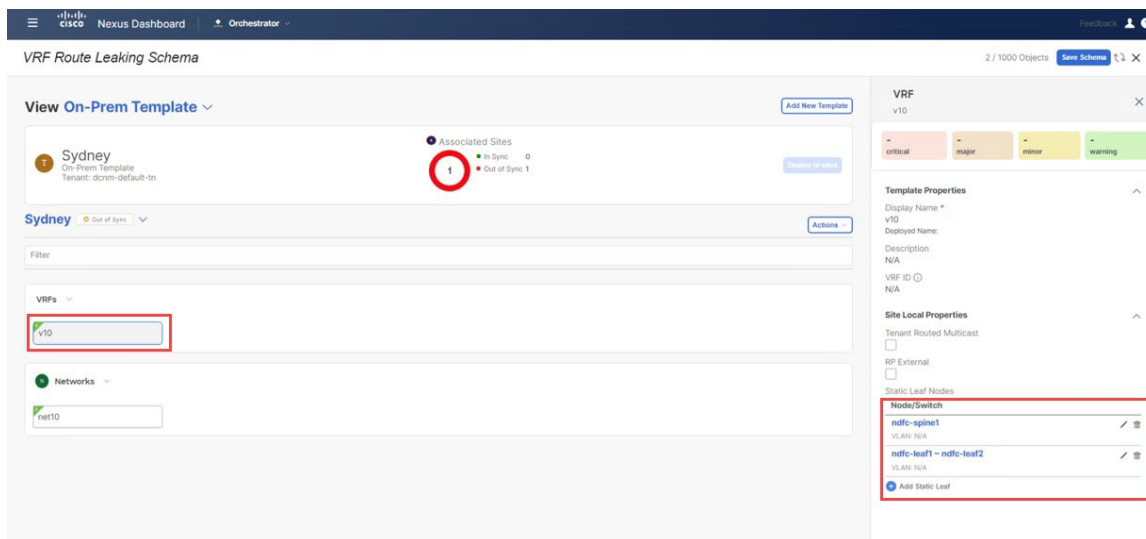 cisco Nexus Dashboard Orchestrator Feedback
VRF Route Leaking Schema 2 / 1000 Objects Save Schema
View On-Prem Template Add New Template
T Sydney
On-Prem Template
Tenant: dcnm-default-tn
Associated Sites
1
In Sync 0
Out of Sync 1
Deploy to sites
Sydney Out of Sync Actions
Filter
VRFs
v10
N Networks
net10
VRF
v10
- critical
- major
- minor
- warning
Template Properties
Display Name *
v10
Deployed Name:
Description
N/A
VRF ID
N/A
Site Local Properties
Tenant Routed Multicast
RP External
Static Leaf Nodes
Node/Switch
ndfc-spine1
VLAN: N/A
ndfc-leaf1 ~ ndfc-leaf2
VLAN: N/A
Add Static Leaf